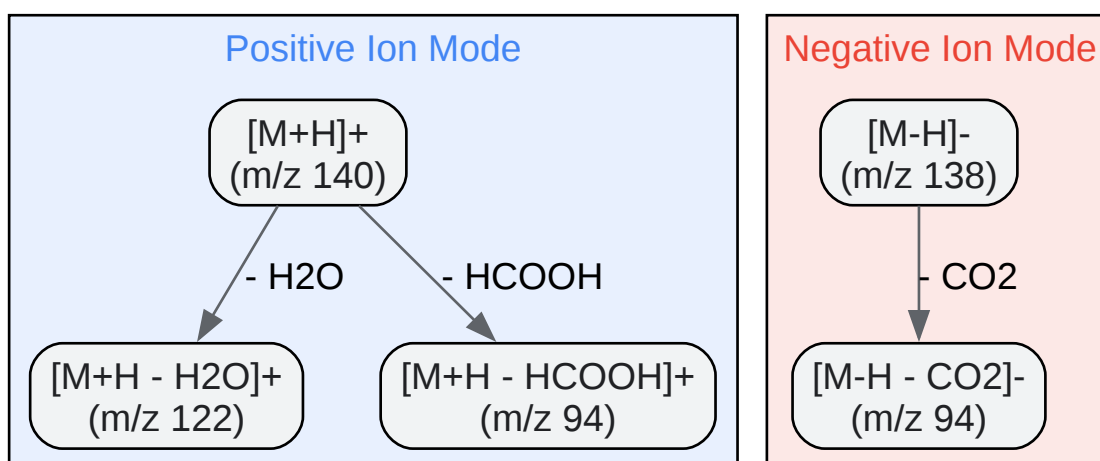 Positive Ion Mode
Negative Ion Mode
[M+H]+
(m/z 140)
[M-H]-
(m/z 138)
- H2O
- HCOOH
- CO2
[M+H - H2O]+
(m/z 122)
[M+H - HCOOH]+
(m/z 94)
[M-H - CO2]-
(m/z 94)